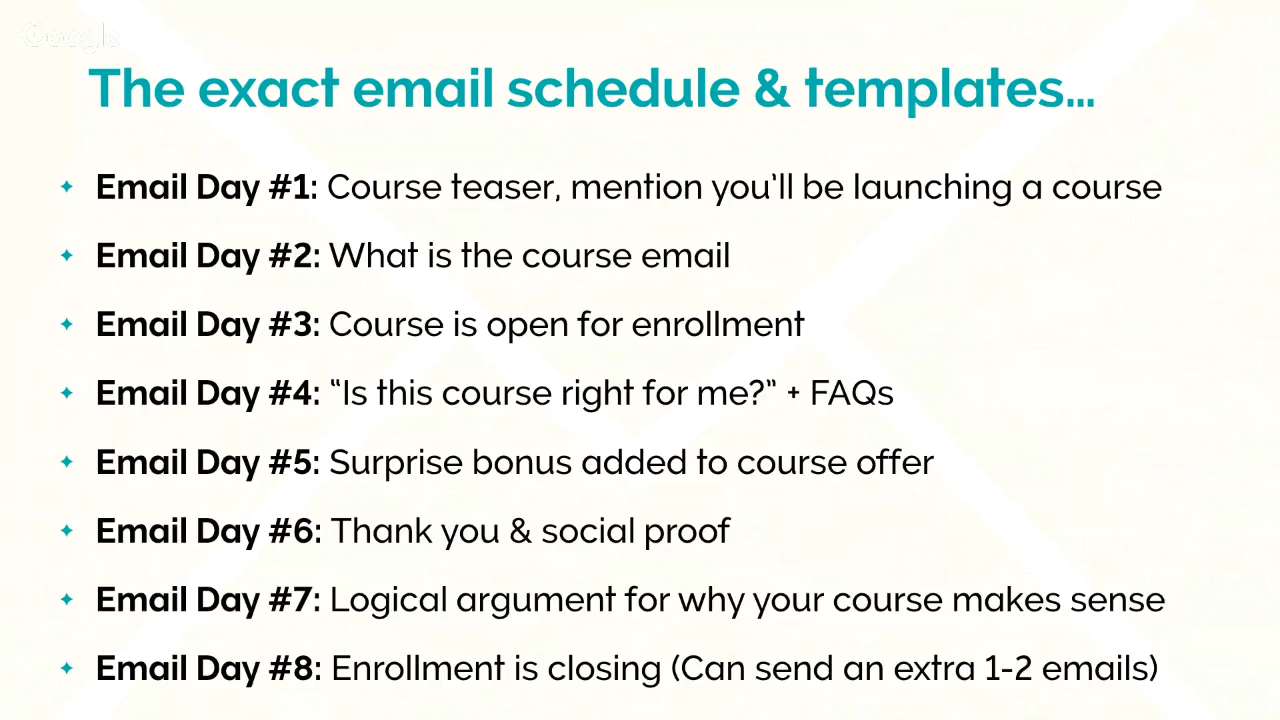 Google
The exact email schedule & templates...
Email Day #1: Course teaser, mention you'll be launching a course
Email Day #2: What is the course email
Email Day #3: Course is open for enrollment
Email Day #4: “Is this course right for me?” + FAQs
Email Day #5: Surprise bonus added to course offer
Email Day #6: Thank you & social proof
Email Day #7: Logical argument for why your course makes sense
Email Day #8: Enrollment is closing (Can send an extra 1-2 emails)